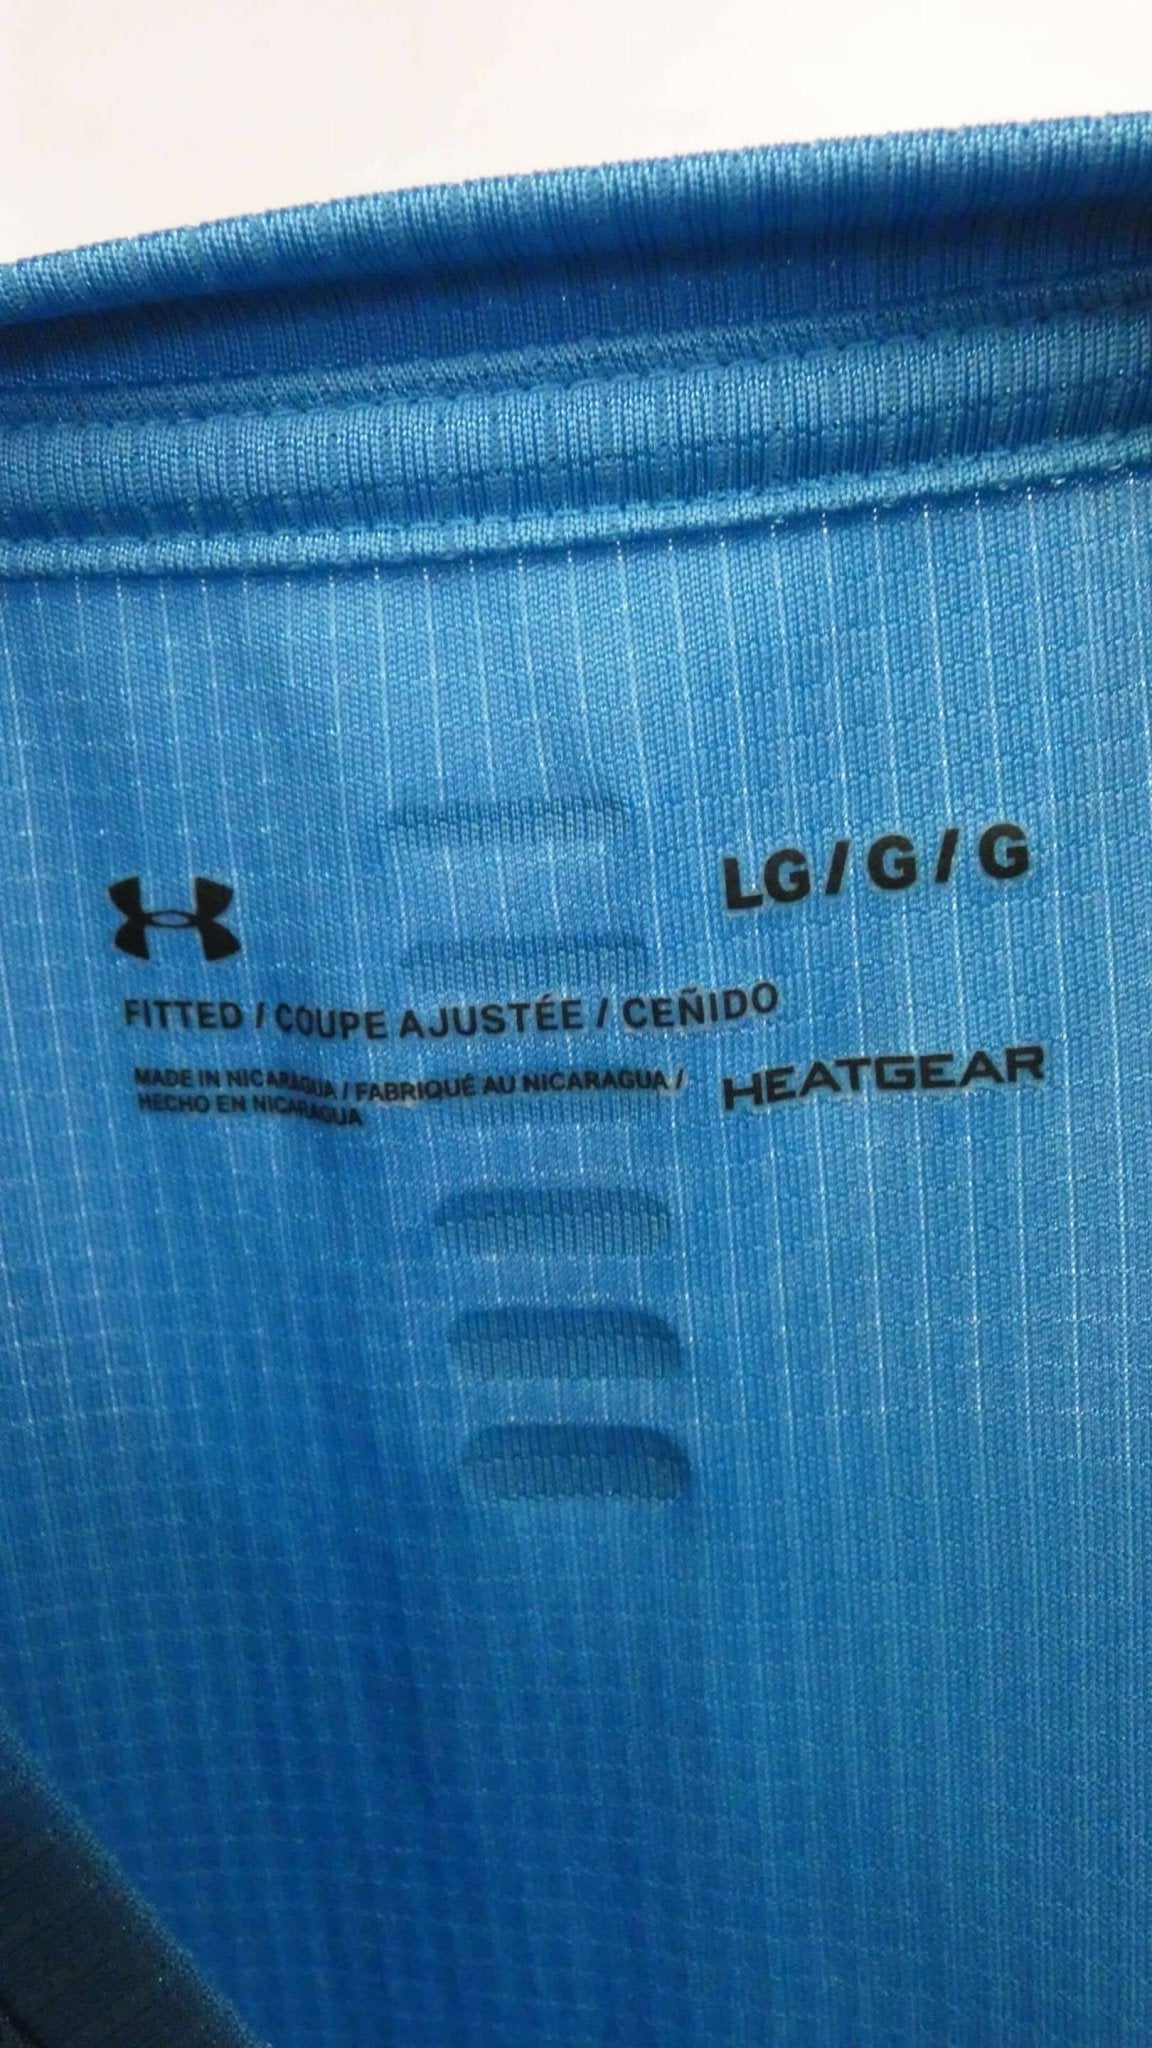 LG / G / G
FITTED / COUPE AJUSTÉE / CEÑIDO
MADE IN NICARAGUA / FABRIQUÉ AU NICARAGUA /
HECHO EN NICARAGUA
HEATGEAR